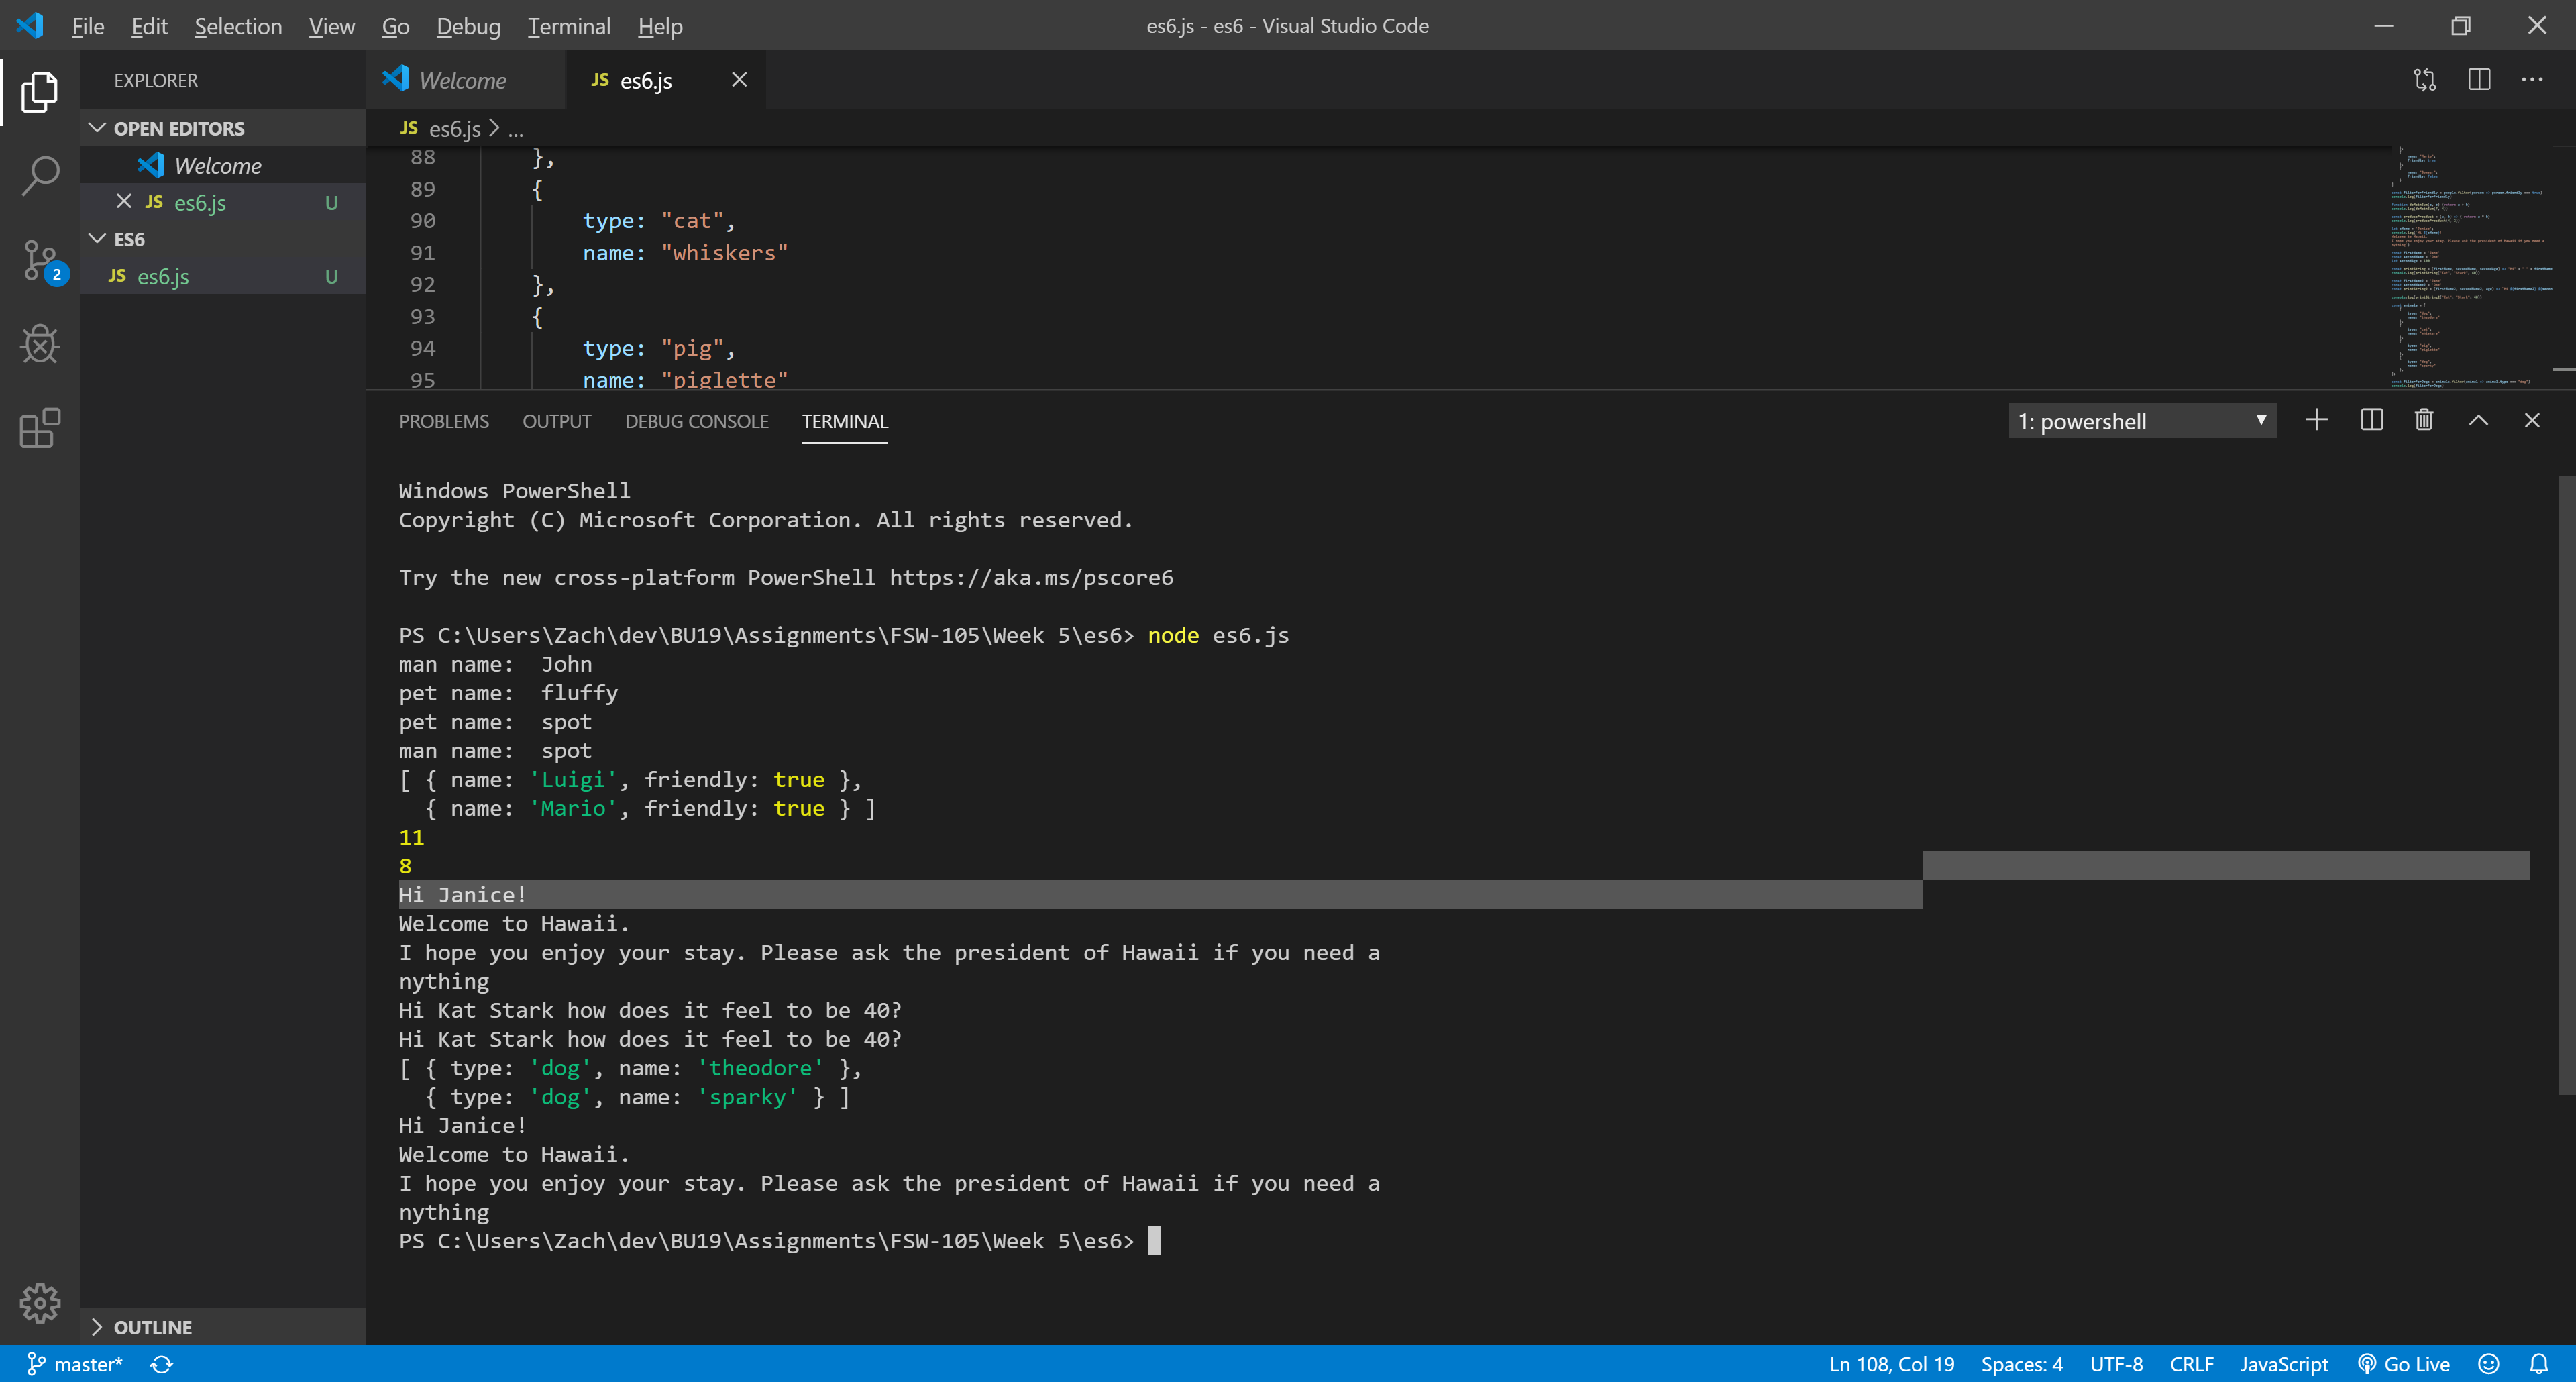 File Edit Selection View Go Debug Terminal Help
es6.js - es6 - Visual Studio Code
EXPLORER
OPEN EDITORS
Welcome
JS es6.js U
ES6
JS es6.js U
OUTLINE
2
Welcome
JS es6.js
JS es6.js > ...
88 },
89 {
90 type: "cat",
91 name: "whiskers"
92 },
93 {
94 type: "pig",
95 name: "piglette"
PROBLEMS OUTPUT DEBUG CONSOLE TERMINAL
1: powershell
Windows PowerShell
Copyright (C) Microsoft Corporation. All rights reserved.
Try the new cross-platform PowerShell https://aka.ms/pscore6
PS C:\Users\Zach\dev\BU19\Assignments\FSW-105\Week 5\es6> node es6.js
man name:  John
pet name:  fluffy
pet name:  spot
man name:  spot
[ { name: 'Luigi', friendly: true },
  { name: 'Mario', friendly: true } ]
11
8
Hi Janice!
Welcome to Hawaii.
I hope you enjoy your stay. Please ask the president of Hawaii if you need a
nything
Hi Kat Stark how does it feel to be 40?
Hi Kat Stark how does it feel to be 40?
[ { type: 'dog', name: 'theodore' },
  { type: 'dog', name: 'sparky' } ]
Hi Janice!
Welcome to Hawaii.
I hope you enjoy your stay. Please ask the president of Hawaii if you need a
nything
PS C:\Users\Zach\dev\BU19\Assignments\FSW-105\Week 5\es6>
master*
Ln 108, Col 19 Spaces: 4 UTF-8 CRLF JavaScript Go Live